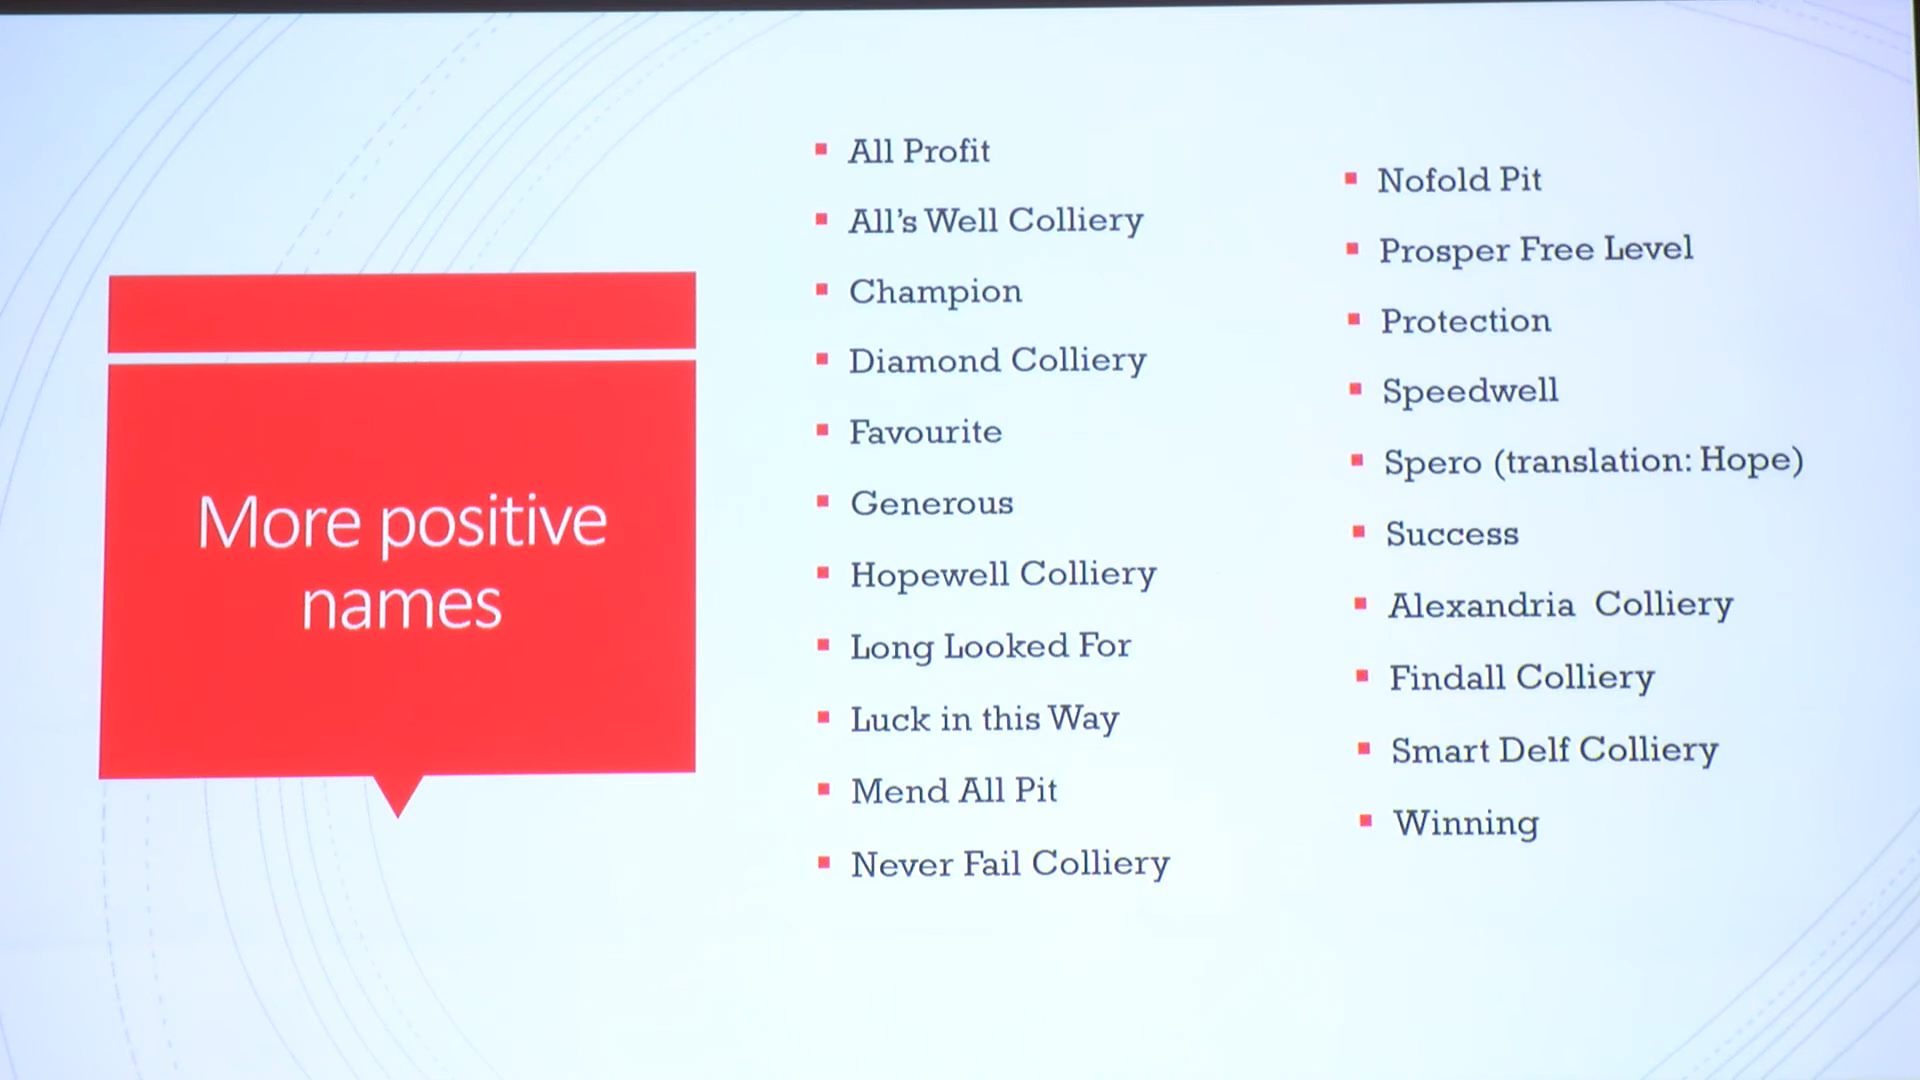 More positive
names
All Profit
All's Well Colliery
Champion
Diamond Colliery
Favourite
Generous
Hopewell Colliery
Long Looked For
Luck in this Way
Mend All Pit
Never Fail Colliery
Nofold Pit
Prosper Free Level
Protection
Speedwell
Spero (translation: Hope)
Success
Alexandria Colliery
Findall Colliery
Smart Delf Colliery
Winning